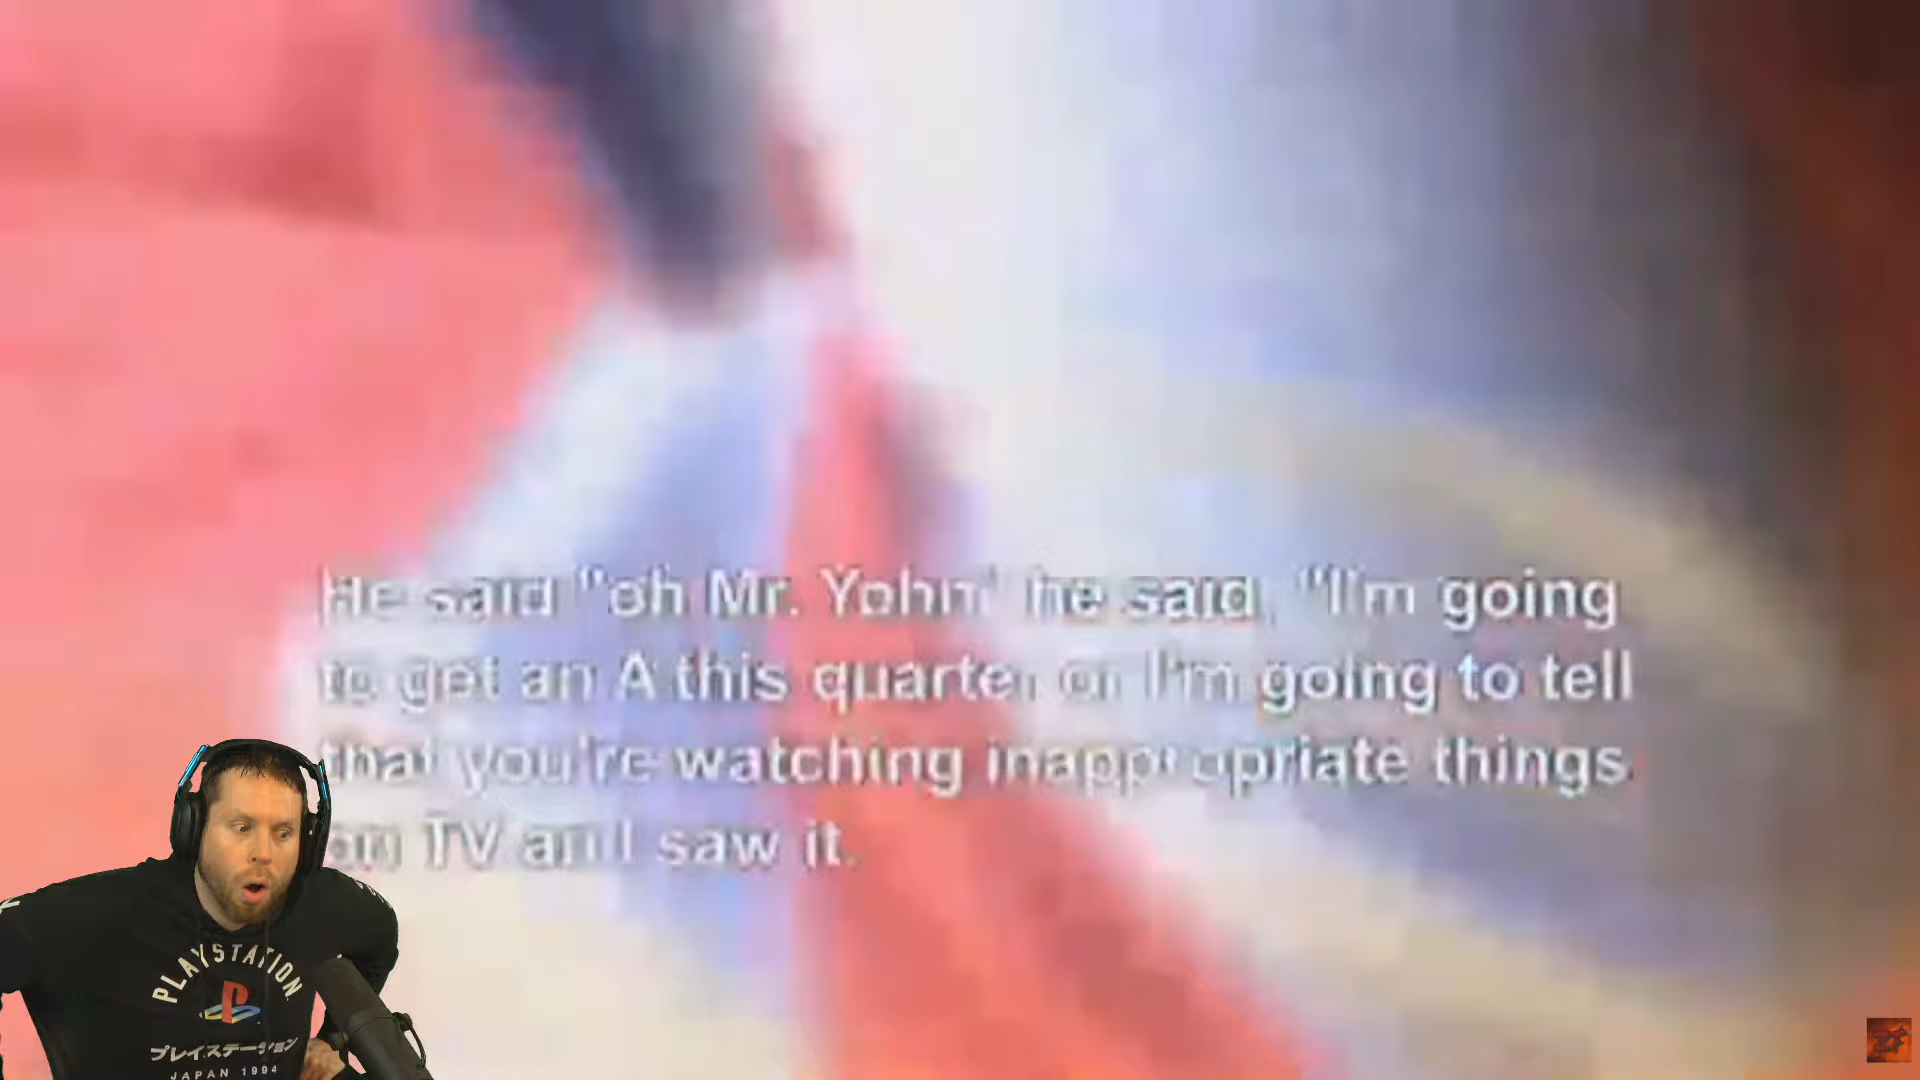 He said "oh Mr. Yohn" he said, "I'm going
to get an A this quarter or I'm going to tell
that you're watching inappropriate things
on TV and I saw it.
PLAYSTATION
プレイステーション
JAPAN 1994